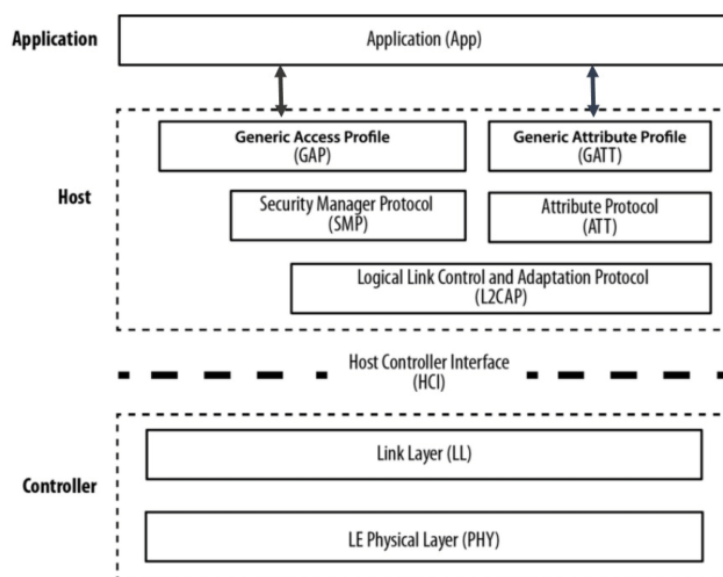 Application
Application (App)
Generic Access Profile
(GAP)
Generic Attribute Profile
(GATT)
Host
Security Manager Protocol
(SMP)
Attribute Protocol
(ATT)
Logical Link Control and Adaptation Protocol
(L2CAP)
Host Controller Interface
(HCI)
Link Layer (LL)
Controller
LE Physical Layer (PHY)